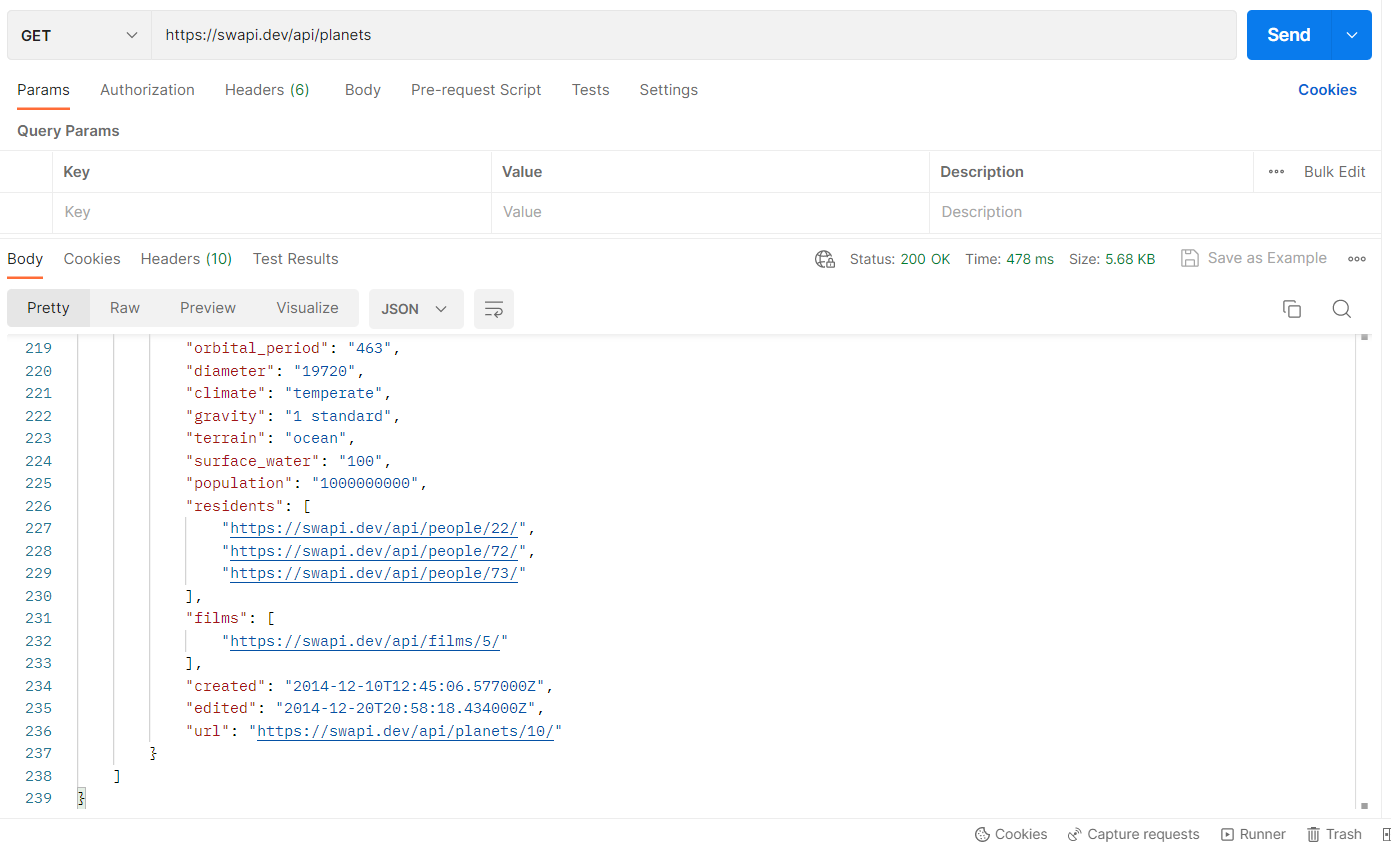 GET https://swapi.dev/api/planets Send
Params Authorization Headers (6) Body Pre-request Script Tests Settings Cookies
Query Params
Key Value Description ••• Bulk Edit
Key Value Description
Body Cookies Headers (10) Test Results Status: 200 OK Time: 478 ms Size: 5.68 KB Save as Example •••
Pretty Raw Preview Visualize JSON
219 "orbital_period": "463",
220 "diameter": "19720",
221 "climate": "temperate",
222 "gravity": "1 standard",
223 "terrain": "ocean",
224 "surface_water": "100",
225 "population": "1000000000",
226 "residents": [
227 "https://swapi.dev/api/people/22/",
228 "https://swapi.dev/api/people/72/",
229 "https://swapi.dev/api/people/73/"
230 ],
231 "films": [
232 "https://swapi.dev/api/films/5/"
233 ],
234 "created": "2014-12-10T12:45:06.577000Z",
235 "edited": "2014-12-20T20:58:18.434000Z",
236 "url": "https://swapi.dev/api/planets/10/"
237 }
238 ]
239 }
Cookies Capture requests Runner Trash